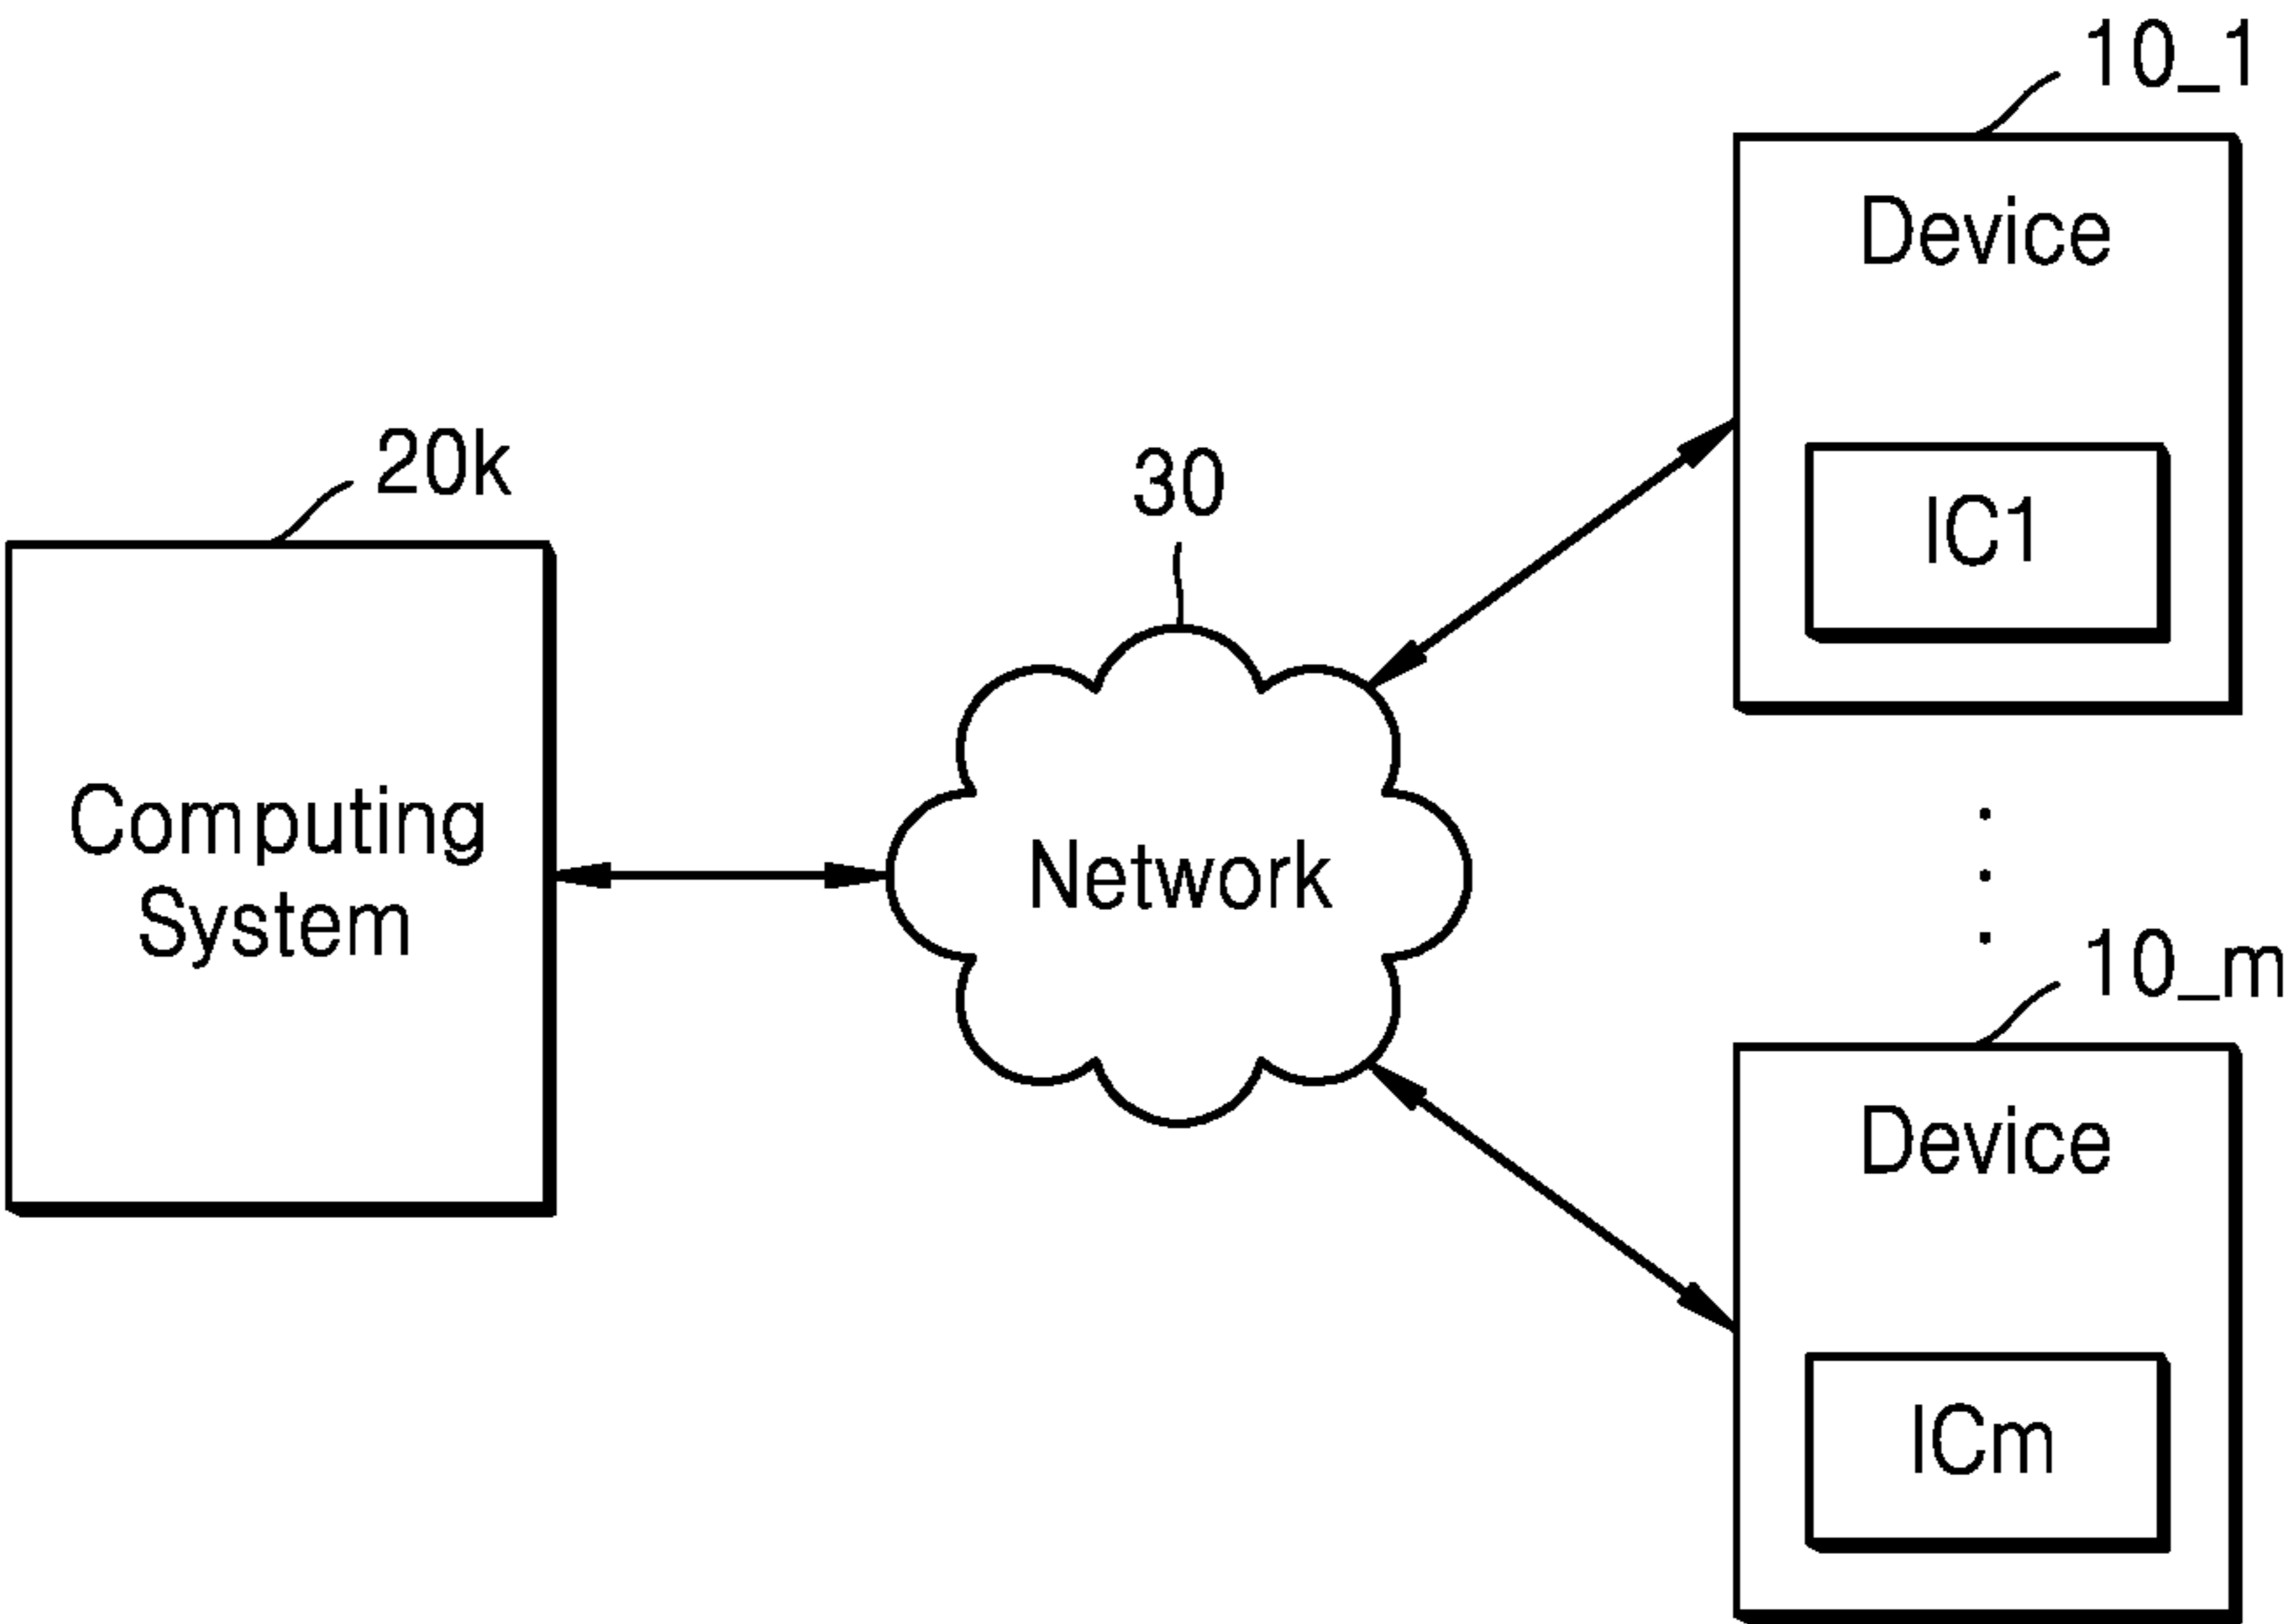 10_1
Device
IC1
20k
Computing
System
30
Network
10_m
Device
ICm